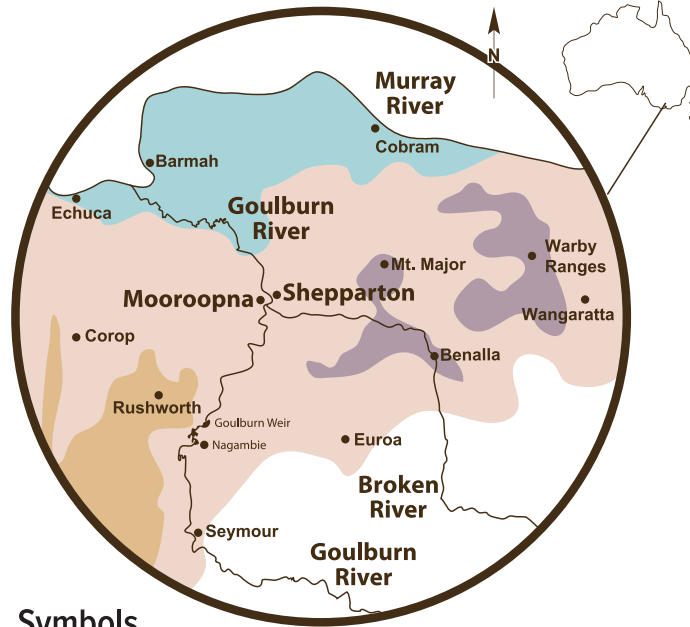 N
Murray
River
Cobram
Barmah
Echuca
Goulburn
River
Warby
Ranges
Mt. Major
Mooroopna
Shepparton
Wangaratta
Corop
Benalla
Rushworth
Goulburn Weir
Nagambie
Euroa
Broken
River
Seymour
Goulburn
River
Symbols